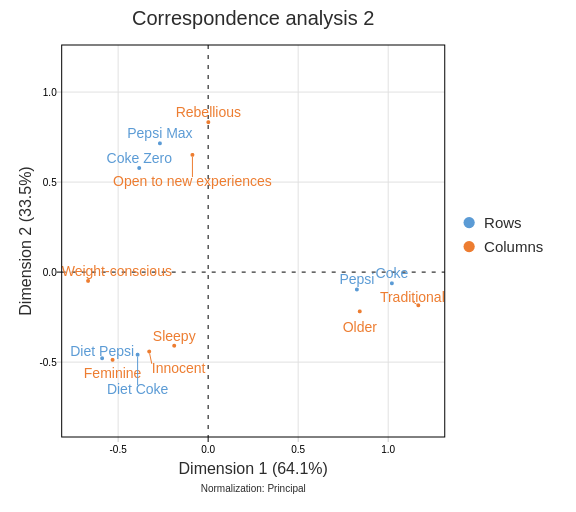 Correspondence analysis 2
Dimension 2 (33.5%)
1.0
0.5
0.0
-0.5
Rebellious
Pepsi Max
Coke Zero
Open to new experiences
Weight conscious
Pepsi
Coke
Traditional
Older
Sleepy
Diet Pepsi
Innocent
Feminine
Diet Coke
Rows
Columns
-0.5
0.0
0.5
1.0
Dimension 1 (64.1%)
Normalization: Principal